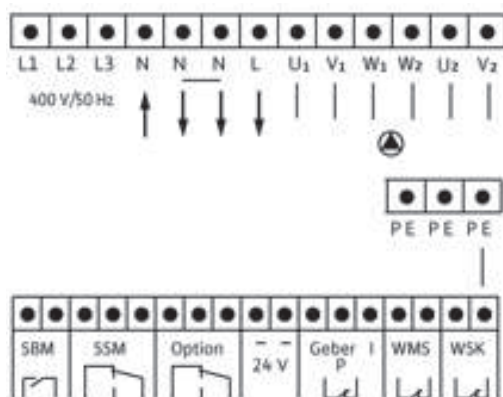 L1 L2 L3 N N N L U1 V1 W1 W2 U2 V2
400 V/50 Hz
PE PE PE
SBM SSM Option 24 V Geber I WMS WSK
P